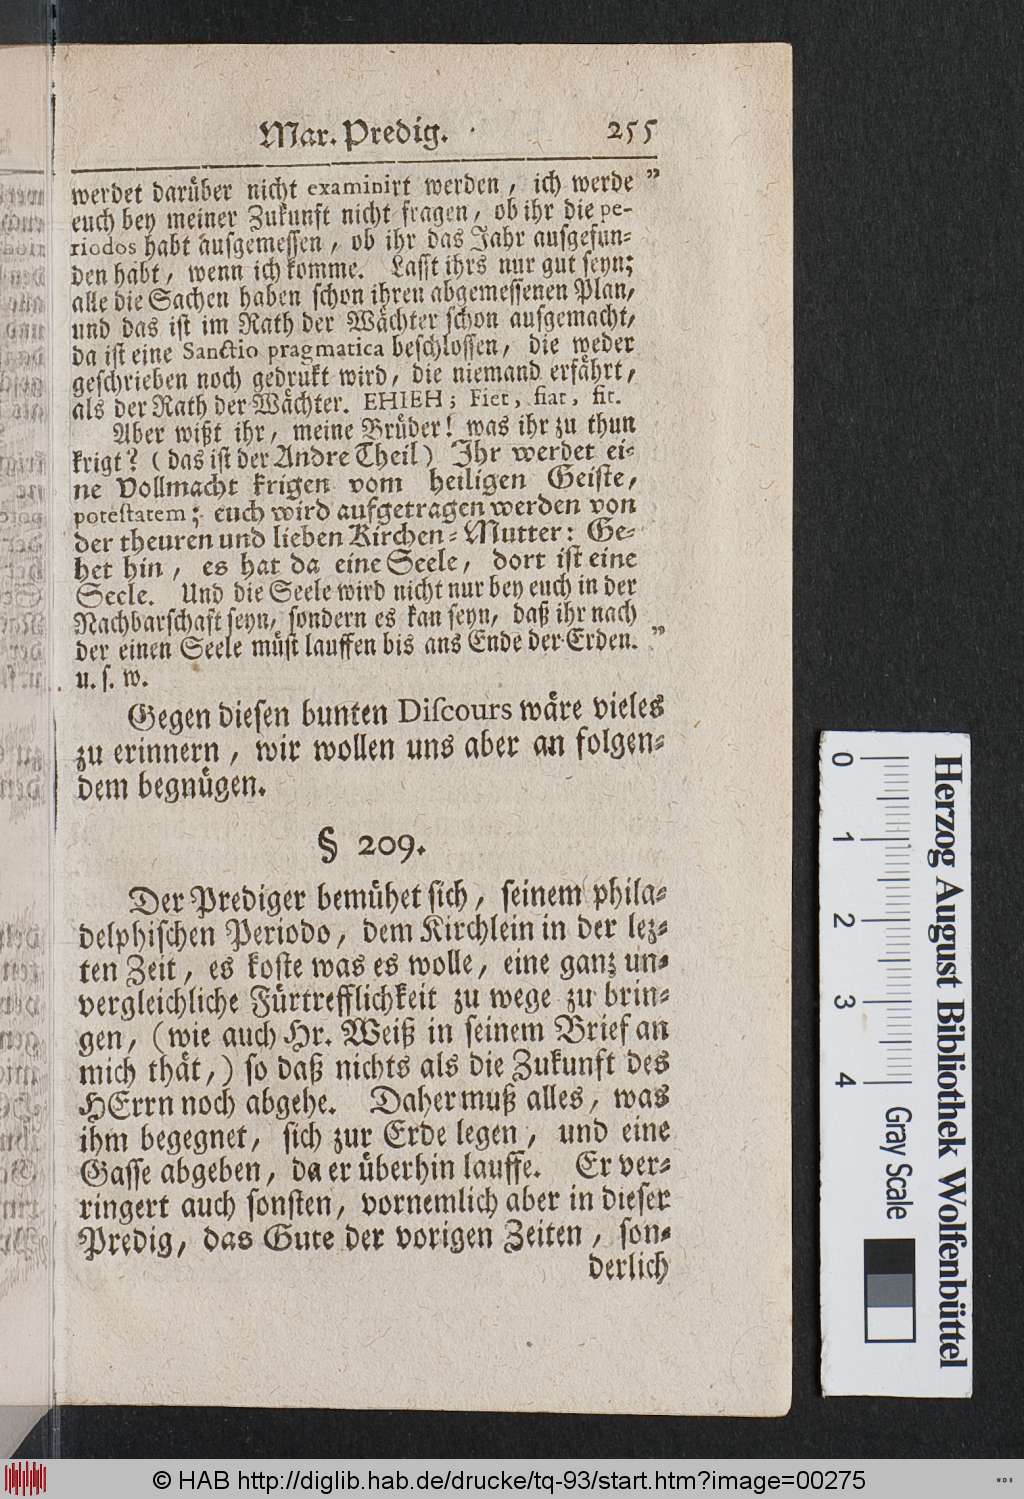 Mar. Predig. 255
werdet darüber nicht examinirt werden, ich werde „
euch bey meiner Zukunft nicht fragen, ob ihr die pe-
riodos habt ausgemessen, ob ihr das Jahr ausgefun-
den habt, wenn ich komme. Lasst ihrs nur gut seyn;
alle die Sachen haben schon ihren abgemessenen Plan,
und das ist im Rath der Wächter schon ausgemacht,
da ist eine Sanctio pragmatica beschlossen, die weder
geschrieben noch gedrukt wird, die niemand erfährt,
als der Rath der Wächter. EHIEH; Fiet, fiat, fit.
Aber wißt ihr, meine Brüder! was ihr zu thun
krigt? (das ist der Andre Theil) Ihr werdet ei-
ne Vollmacht krigen vom heiligen Geiste,
potestatem; euch wird aufgetragen werden von
der theuren und lieben Kirchen-Mutter: Ge-
het hin, es hat da eine Seele, dort ist eine
Seele. Und die Seele wird nicht nur bey euch in der
Nachbarschaft seyn, sondern es kan seyn, daß ihr nach
der einen Seele müst lauffen bis ans Ende der Erden. „
u. s. w.
Gegen diesen bunten Discours wäre vieles
zu erinnern, wir wollen uns aber an folgen-
dem begnügen.
§ 209.
Der Prediger bemühet sich, seinem phila-
delphischen Periodo, dem Kirchlein in der lez-
ten Zeit, es koste was es wolle, eine ganz un-
vergleichliche Fürtrefflichkeit zu wege zu brin-
gen, (wie auch Hr. Weiß in seinem Brief an
mich thät,) so daß nichts als die Zukunft des
HErrn noch abgehe. Daher muß alles, was
ihm begegnet, sich zur Erde legen, und eine
Gasse abgeben, da er überhin lauffe. Er ver-
ringert auch sonsten, vornemlich aber in dieser
Predig, das Gute der vorigen Zeiten, son-
derlich
Herzog August Bibliothek Wolfenbüttel
0 1 2 3 4 Gray Scale
© HAB http://diglib.hab.de/drucke/tq-93/start.htm?image=00275